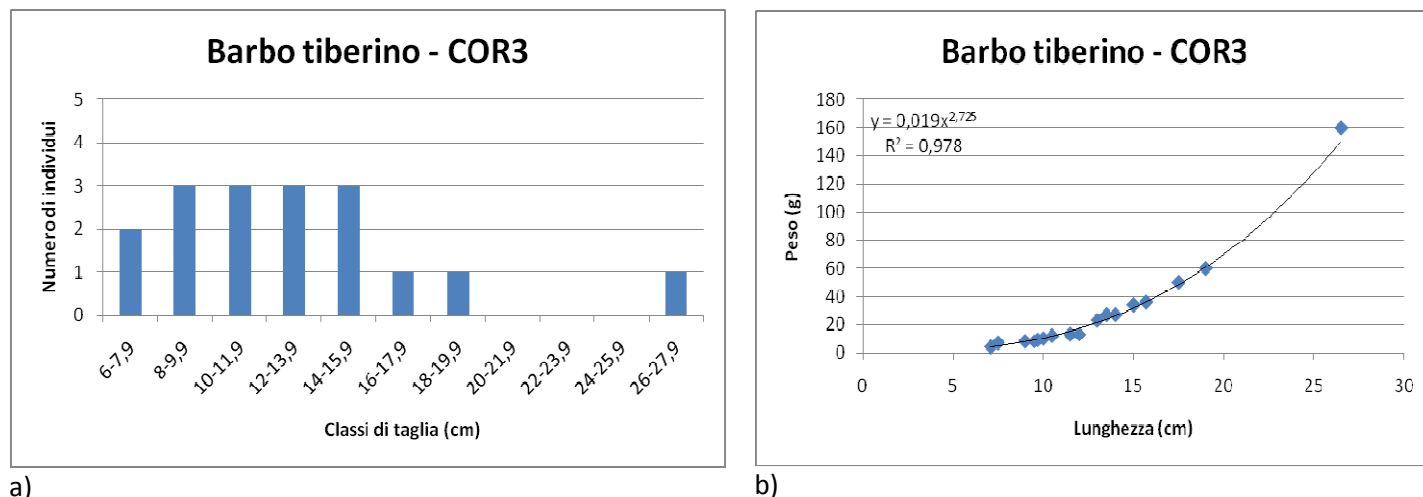 Barbo tiberino - COR3
Numero di individui
5
4
3
2
1
0
6-7,9
8-9,9
10-11,9
12-13,9
14-15,9
16-17,9
18-19,9
20-21,9
22-23,9
24-25,9
26-27,9
Classi di taglia (cm)
a)
Barbo tiberino - COR3
y = 0,019x^2,725
R² = 0,978
Peso (g)
180
160
140
120
100
80
60
40
20
0
0 5 10 15 20 25 30
Lunghezza (cm)
b)